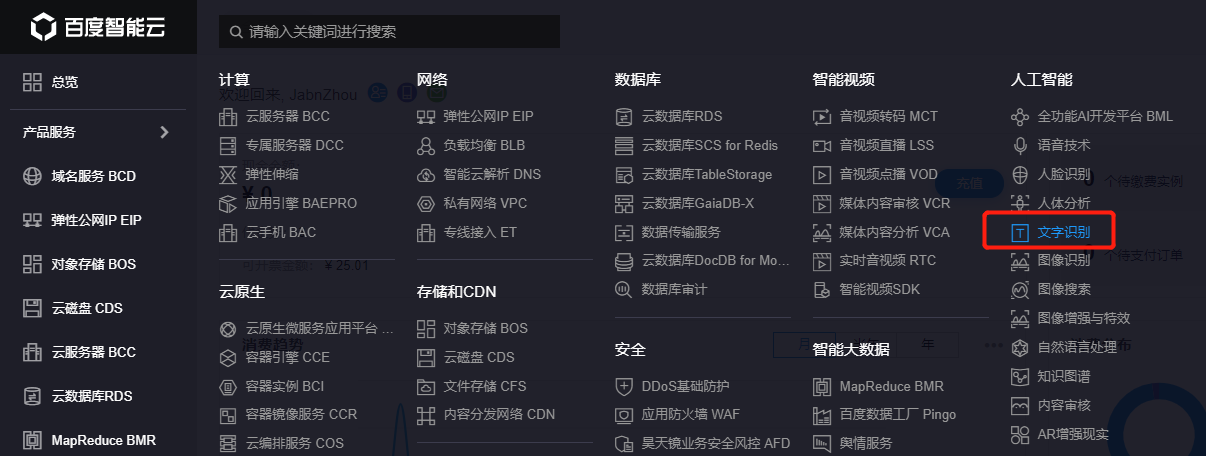 百度智能云
请输入关键词进行搜索
总览
产品服务
域名服务 BCD
弹性公网IP EIP
对象存储 BOS
云磁盘 CDS
云服务器 BCC
云数据库RDS
MapReduce BMR
计算
欢迎回来, JabnZhou
云服务器 BCC
专属服务器 DCC
弹性伸缩
¥ 0
应用引擎 BAEPRO
云手机 BAC
可开票金额: ¥ 25.01
云原生
云原生微服务应用平台 ...
消费趋势
容器引擎 CCE
容器实例 BCI
容器镜像服务 CCR
云编排服务 COS
网络
弹性公网IP EIP
负载均衡 BLB
智能云解析 DNS
私有网络 VPC
专线接入 ET
存储和CDN
对象存储 BOS
云磁盘 CDS
文件存储 CFS
内容分发网络 CDN
数据库
云数据库RDS
云数据库SCS for Redis
云数据库TableStorage
云数据库GaiaDB-X
数据传输服务
云数据库DocDB for Mo...
数据库审计
安全
DDoS基础防护
应用防火墙 WAF
昊天镜业务安全风控 AFD
智能视频
音视频转码 MCT
音视频直播 LSS
音视频点播 VOD
媒体内容审核 VCR
媒体内容分析 VCA
实时音视频 RTC
智能视频SDK
智能大数据
MapReduce BMR
百度数据工厂 Pingo
舆情服务
充值
月
年
人工智能
全功能AI开发平台 BML
语音技术
人脸识别
人体分析
文字识别
图像识别
图像搜索
图像增强与特效
自然语言处理
知识图谱
内容审核
AR增强现实
0 个待缴费实例
0 个待支付订单